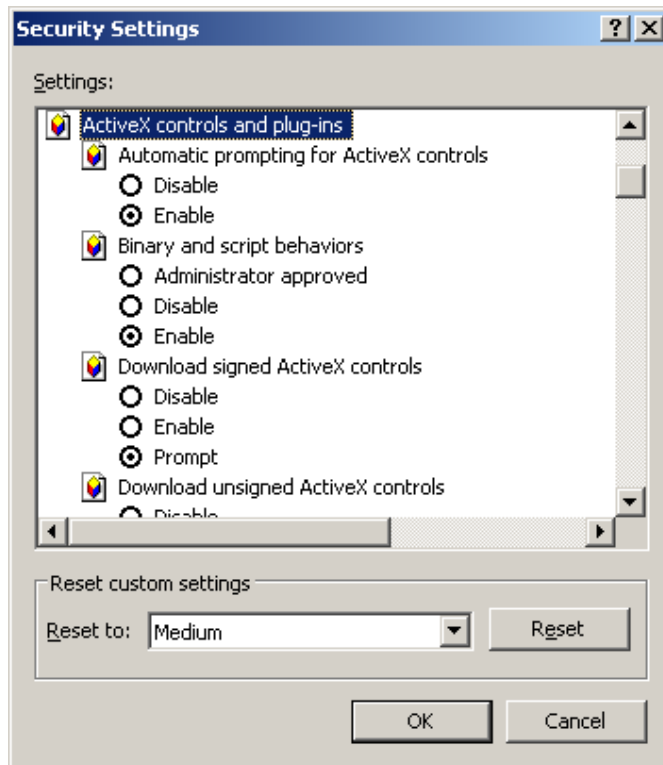 Security Settings
Settings:
ActiveX controls and plug-ins
Automatic prompting for ActiveX controls
Disable
Enable
Binary and script behaviors
Administrator approved
Disable
Enable
Download signed ActiveX controls
Disable
Enable
Prompt
Download unsigned ActiveX controls
Disable
Reset custom settings
Reset to: Medium Reset
OK Cancel